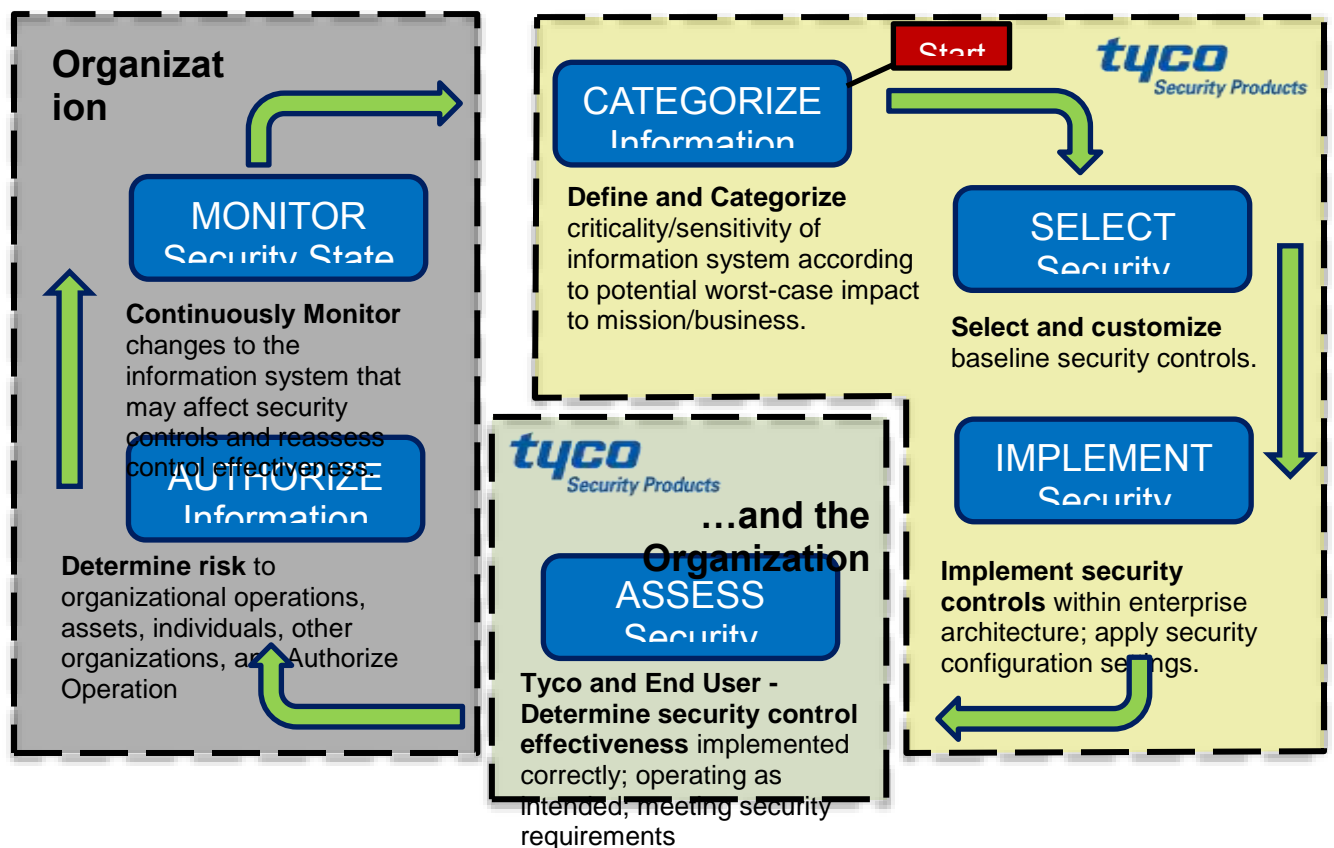 Organizat
ion
MONITOR
Security State
Continuously Monitor
changes to the
information system that
may affect security
controls and reassess
control effectiveness.
AUTHORIZE
Information
Determine risk to
organizational operations,
assets, individuals, other
organizations, and Authorize
Operation
Start
tyco
Security Products
CATEGORIZE
Information
Define and Categorize
criticality/sensitivity of
information system according
to potential worst-case impact
to mission/business.
SELECT
Security
Select and customize
baseline security controls.
IMPLEMENT
Security
Implement security
controls within enterprise
architecture; apply security
configuration settings.
tyco
Security Products
…and the
Organization
ASSESS
Security
Tyco and End User -
Determine security control
effectiveness implemented
correctly; operating as
intended; meeting security
requirements